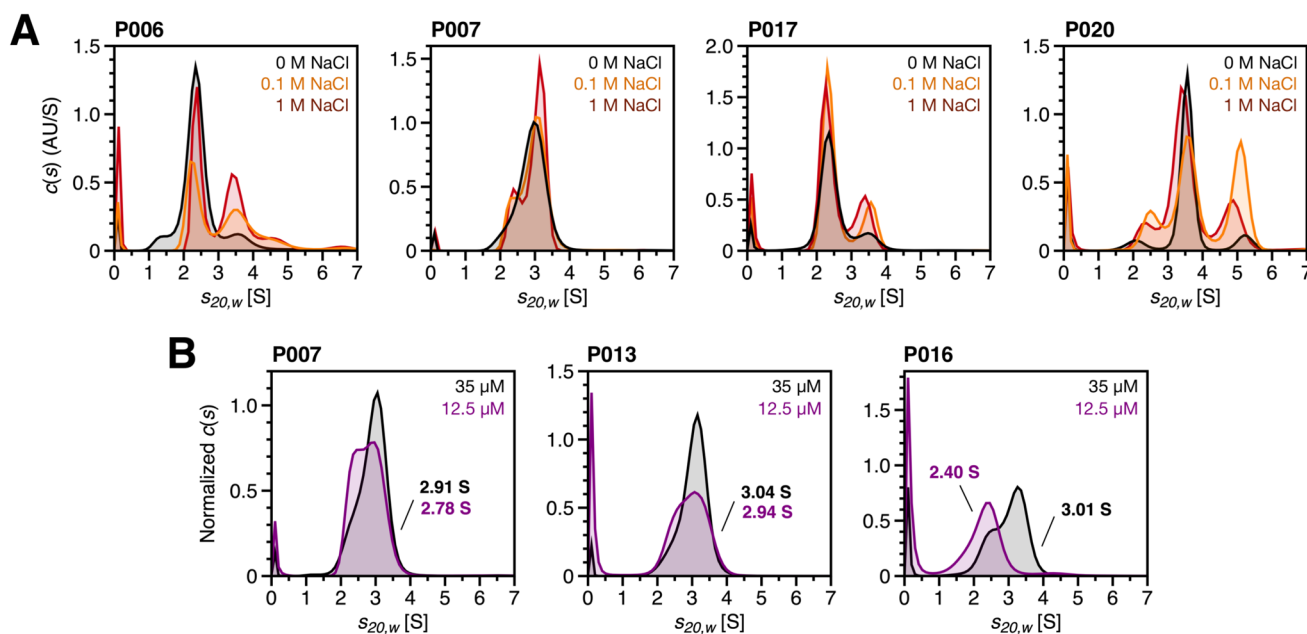 A
P006
1.5
1.0
0.5
0
c(s) (AU/S)
0 M NaCl
0.1 M NaCl
1 M NaCl
0 1 2 3 4 5 6 7
s20,w [S]
P007
1.5
1.0
0.5
0
0 M NaCl
0.1 M NaCl
1 M NaCl
0 1 2 3 4 5 6 7
s20,w [S]
P017
2.0
1.5
1.0
0.5
0
0 M NaCl
0.1 M NaCl
1 M NaCl
0 1 2 3 4 5 6 7
s20,w [S]
P020
1.5
1.0
0.5
0
0 M NaCl
0.1 M NaCl
1 M NaCl
0 1 2 3 4 5 6 7
s20,w [S]
B
P007
1.0
0.5
0
Normalized c(s)
35 μM
12.5 μM
2.91 S
2.78 S
0 1 2 3 4 5 6 7
s20,w [S]
P013
1.5
1.0
0.5
0
35 μM
12.5 μM
3.04 S
2.94 S
0 1 2 3 4 5 6 7
s20,w [S]
P016
1.5
1.0
0.5
0
35 μM
12.5 μM
2.40 S
3.01 S
0 1 2 3 4 5 6 7
s20,w [S]